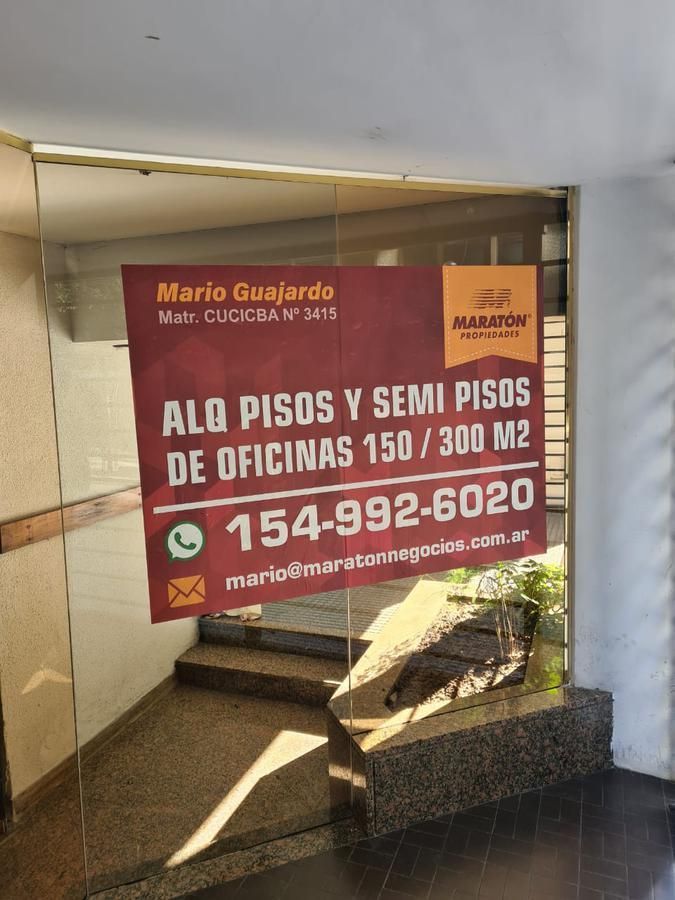 Mario Guajardo
Matr. CUCICBA Nº 3415
MARATÓN®
PROPIEDADES
ALQ PISOS Y SEMI PISOS
DE OFICINAS 150 / 300 M2
154-992-6020
mario@maratonnegocios.com.ar